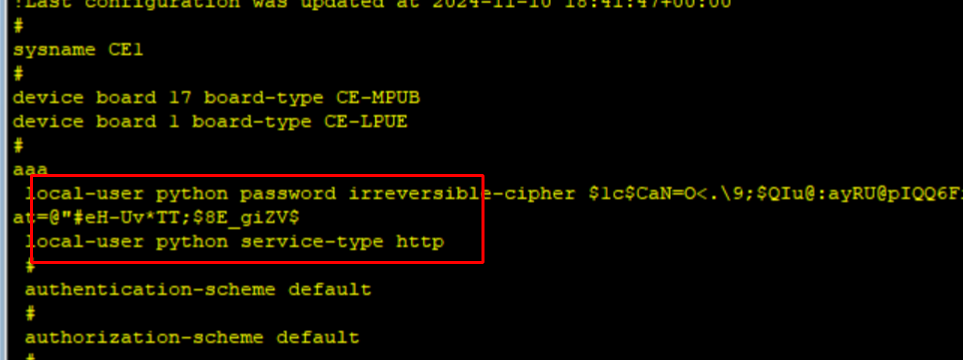 !Last configuration was updated at 2024-11-10 18:41:47+00:00
#
sysname CE1
#
device board 17 board-type CE-MPUB
device board 1 board-type CE-LPUE
#
aaa
local-user python password irreversible-cipher $1c$CaN=O<.\9;$QIu@:ayRU@pIQQ6F
at=@"#eH-Uv*TT;$8E_giZV$
local-user python service-type http
#
authentication-scheme default
#
authorization-scheme default
#